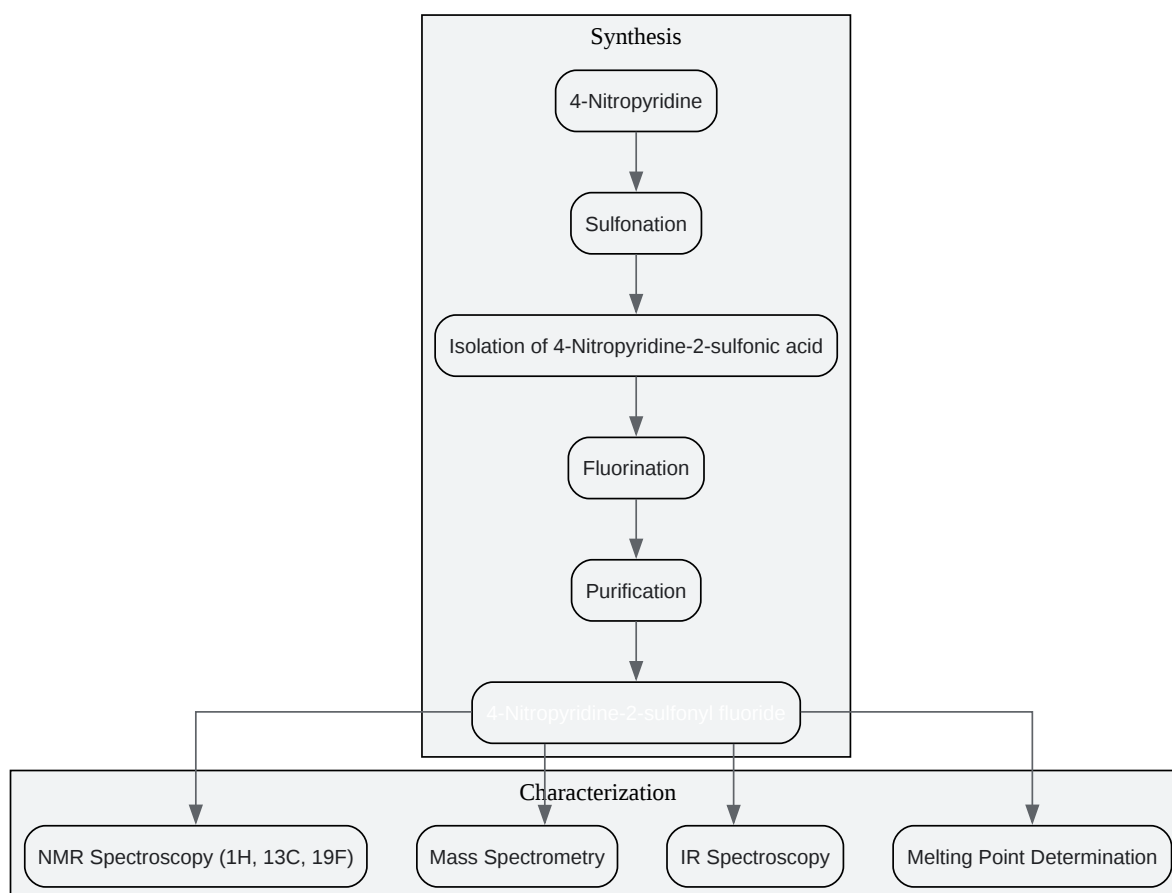 Synthesis
4-Nitropyridine
Sulfonation
Isolation of 4-Nitropyridine-2-sulfonic acid
Fluorination
Purification
4-Nitropyridine-2-sulfonyl fluoride
Characterization
NMR Spectroscopy (1H, 13C, 19F)
Mass Spectrometry
IR Spectroscopy
Melting Point Determination